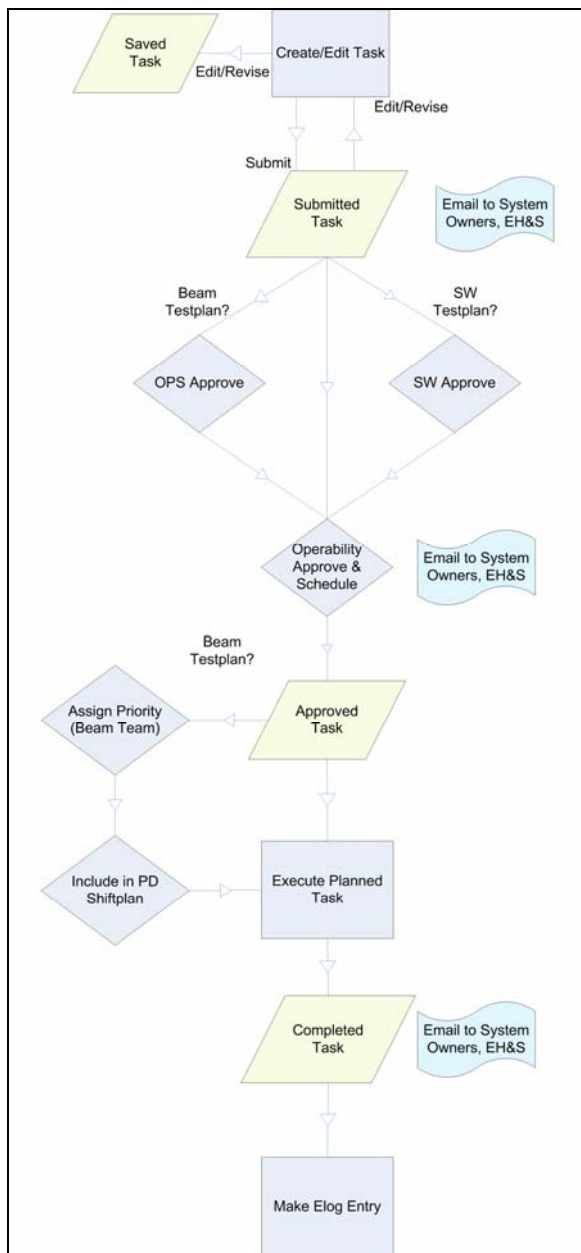 Saved
Task
Create/Edit Task
Edit/Revise
Edit/Revise
Submit
Submitted
Task
Email to System
Owners, EH&S
Beam
Testplan?
SW
Testplan?
OPS Approve
SW Approve
Operability
Approve &
Schedule
Email to System
Owners, EH&S
Beam
Testplan?
Assign Priority
(Beam Team)
Approved
Task
Include in PD
Shiftplan
Execute Planned
Task
Completed
Task
Email to System
Owners, EH&S
Make Elog Entry